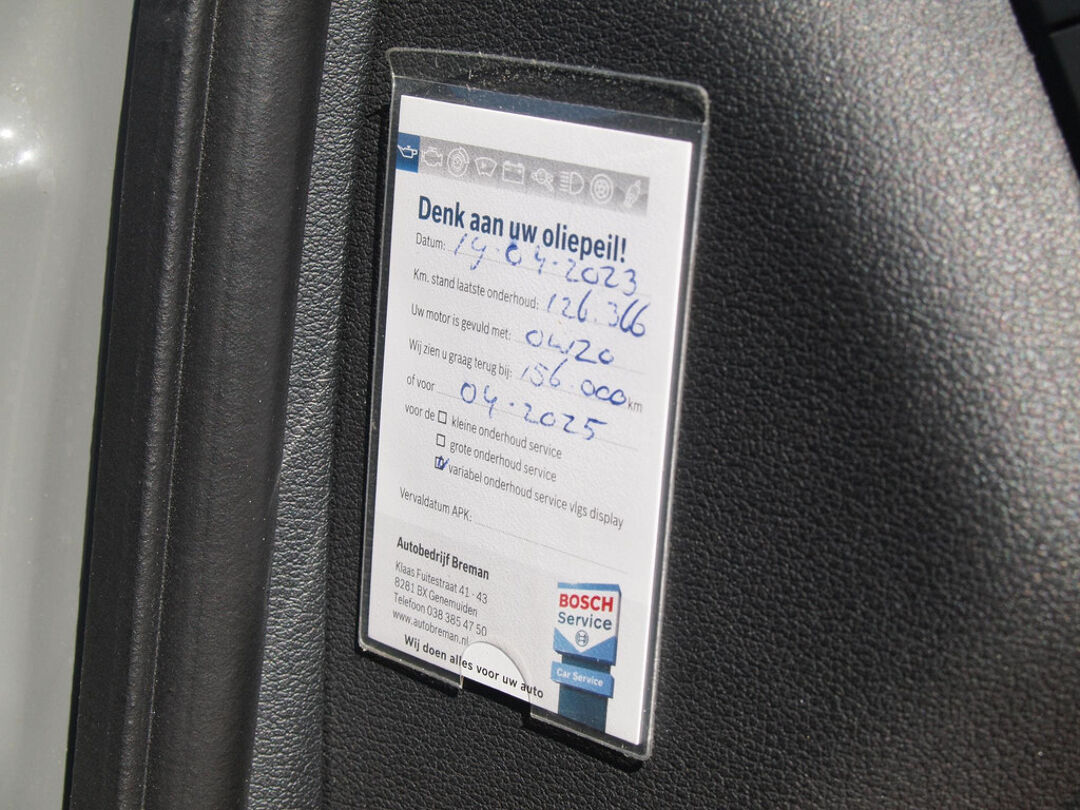 Denk aan uw oliepeil!
Datum: 14-04-2023
Km. stand laatste onderhoud: 126.366
Uw motor is gevuld met: 0W20
Wij zien u graag terug bij: 156.000 km
of voor 04-2025
voor de kleine onderhoud service
grote onderhoud service
variabel onderhoud service vlgs display
Vervaldatum APK:
Autobedrijf Breman
Klaas Fuitestraat 41 - 43
8281 BX Genemuiden
Telefoon 038 385 47 50
www.autobreman.nl
Wij doen alles voor uw auto
BOSCH
Service
Car Service